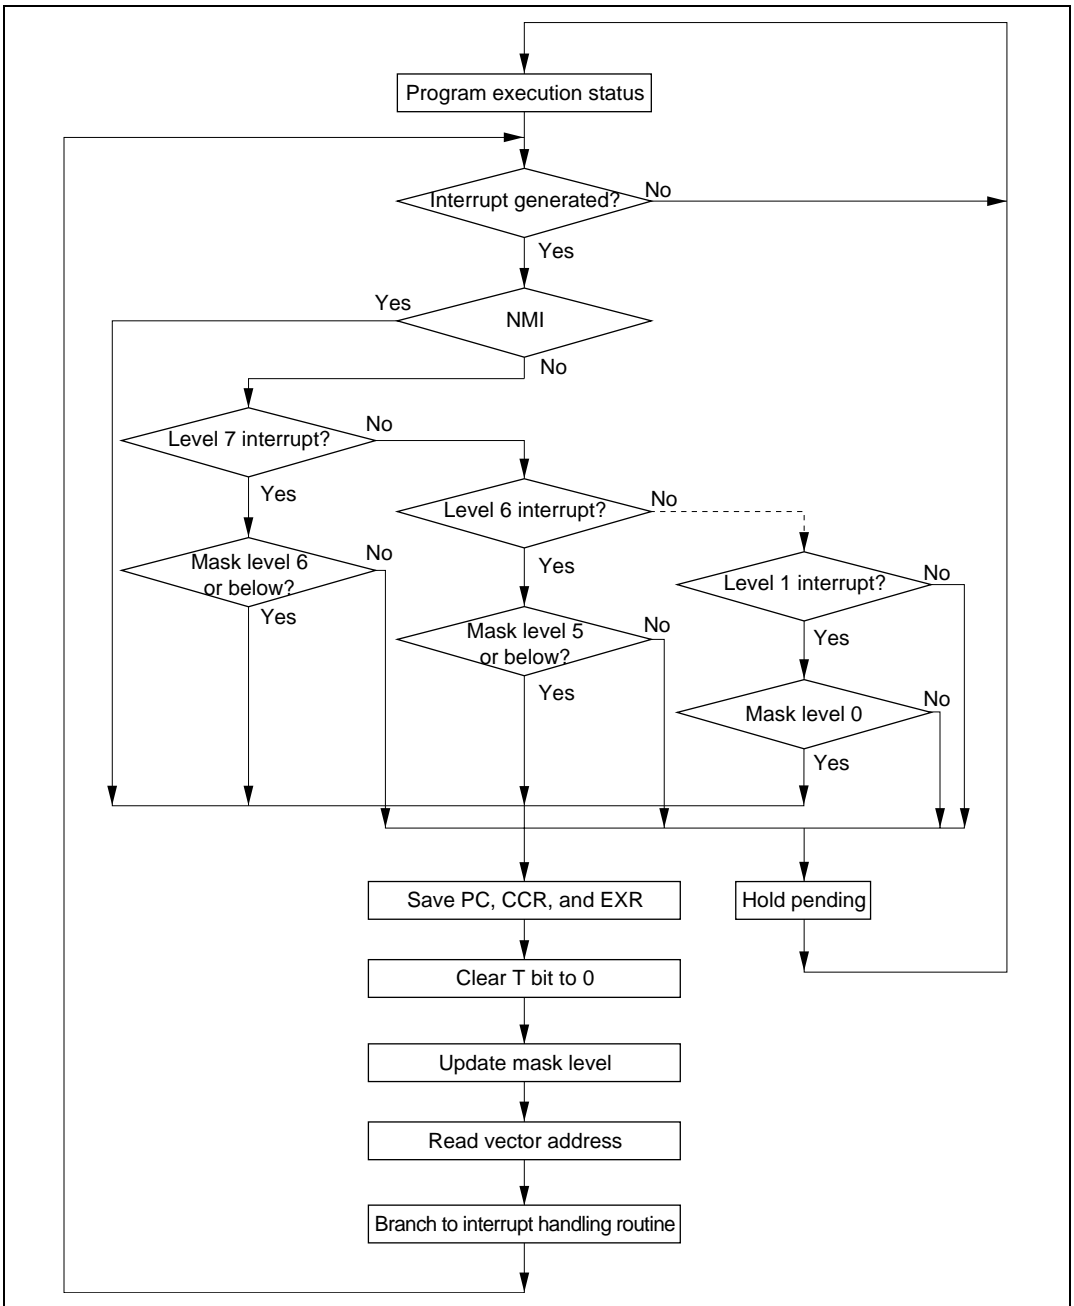 Program execution status
Interrupt generated?
No
Yes
Yes
NMI
No
Level 7 interrupt?
No
Yes
Level 6 interrupt?
No
Mask level 6
or below?
No
Yes
Yes
Level 1 interrupt?
No
Mask level 5
or below?
No
Yes
Yes
Mask level 0
No
Yes
Save PC, CCR, and EXR
Hold pending
Clear T bit to 0
Update mask level
Read vector address
Branch to interrupt handling routine